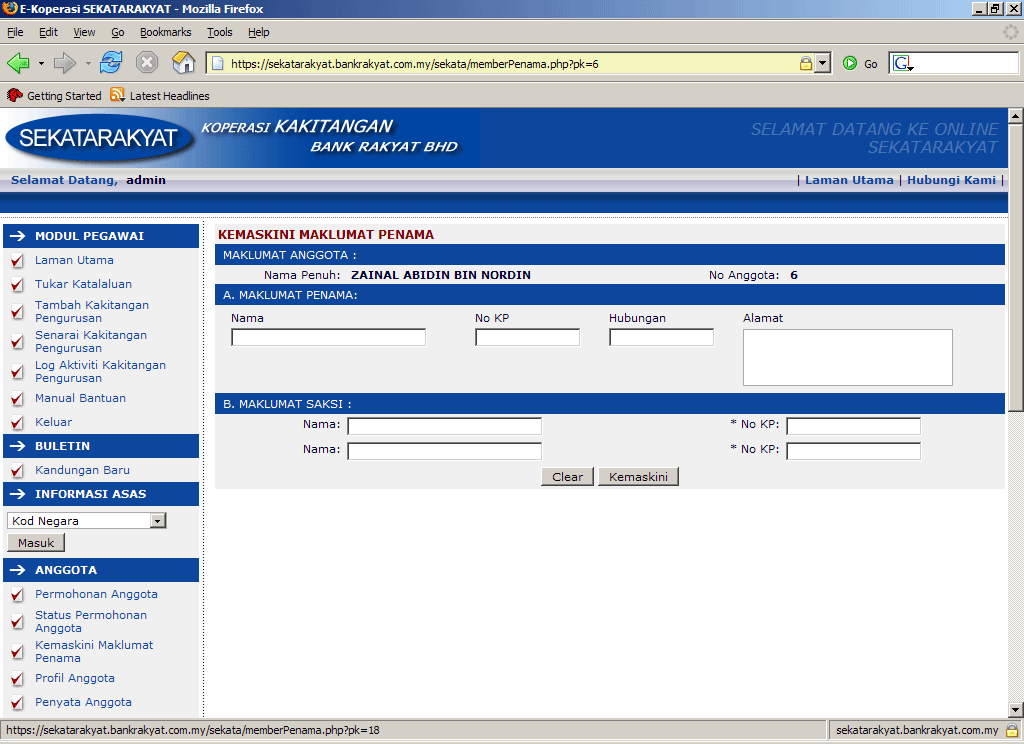 E-Koperasi SEKATARAKYAT - Mozilla Firefox
File Edit View Go Bookmarks Tools Help
https://sekatarakyat.bankrakyat.com.my/sekata/memberPenama.php?pk=6 Go G
Getting Started Latest Headlines
SEKATARAKYAT KOPERASI KAKITANGAN
BANK RAKYAT BHD
SELAMAT DATANG KE ONLINE
SEKATARAKYAT
Selamat Datang, admin | Laman Utama | Hubungi Kami |
MODUL PEGAWAI
Laman Utama
Tukar Katalaluan
Tambah Kakitangan
Pengurusan
Senarai Kakitangan
Pengurusan
Log Aktiviti Kakitangan
Pengurusan
Manual Bantuan
Keluar
BULETIN
Kandungan Baru
INFORMASI ASAS
Kod Negara
Masuk
ANGGOTA
Permohonan Anggota
Status Permohonan
Anggota
Kemaskini Maklumat
Penama
Profil Anggota
Penyata Anggota
KEMASKINI MAKLUMAT PENAMA
MAKLUMAT ANGGOTA :
Nama Penuh: ZAINAL ABIDIN BIN NORDIN No Anggota: 6
A. MAKLUMAT PENAMA:
Nama No KP Hubungan Alamat
B. MAKLUMAT SAKSI :
Nama: * No KP:
Nama: * No KP:
Clear Kemaskini
https://sekatarakyat.bankrakyat.com.my/sekata/memberPenama.php?pk=18 sekatarakyat.bankrakyat.com.my